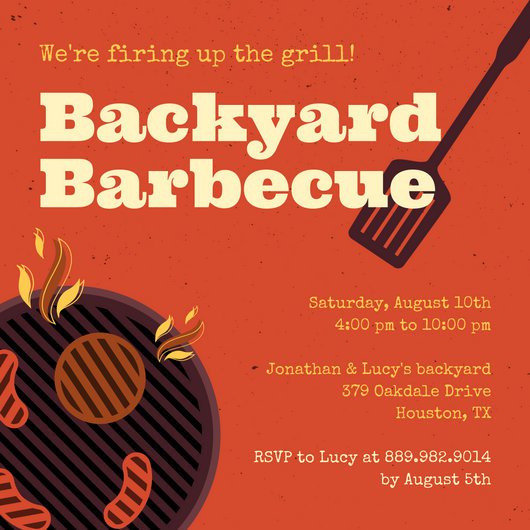 We're firing up the grill!
Backyard
Barbecue
Saturday, August 10th
4:00 pm to 10:00 pm
Jonathan & Lucy's backyard
379 Oakdale Drive
Houston, TX
RSVP to Lucy at 889.982.9014
by August 5th